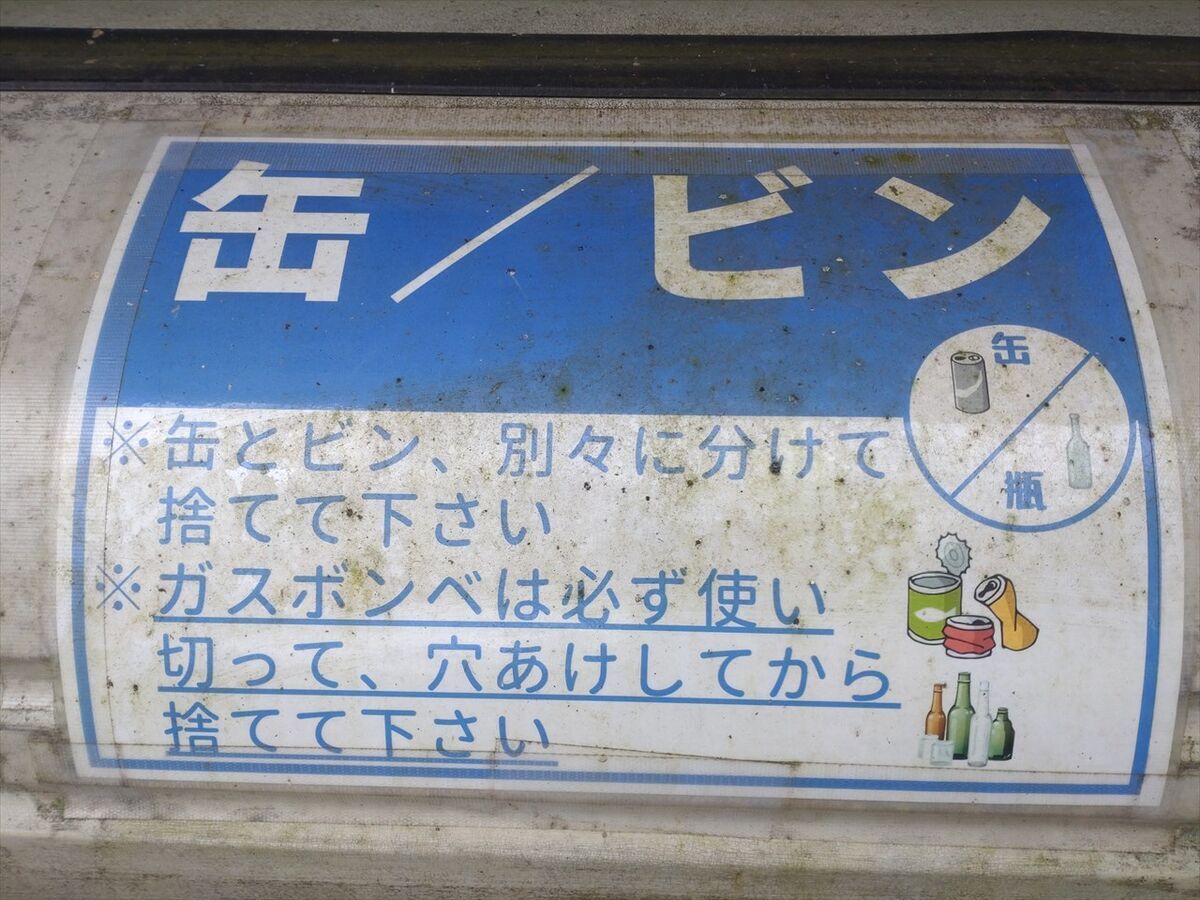 缶／ビン
缶
瓶
※缶とビン、別々に分けて
捨てて下さい
※ガスボンベは必ず使い
切って、穴あけしてから
捨てて下さい